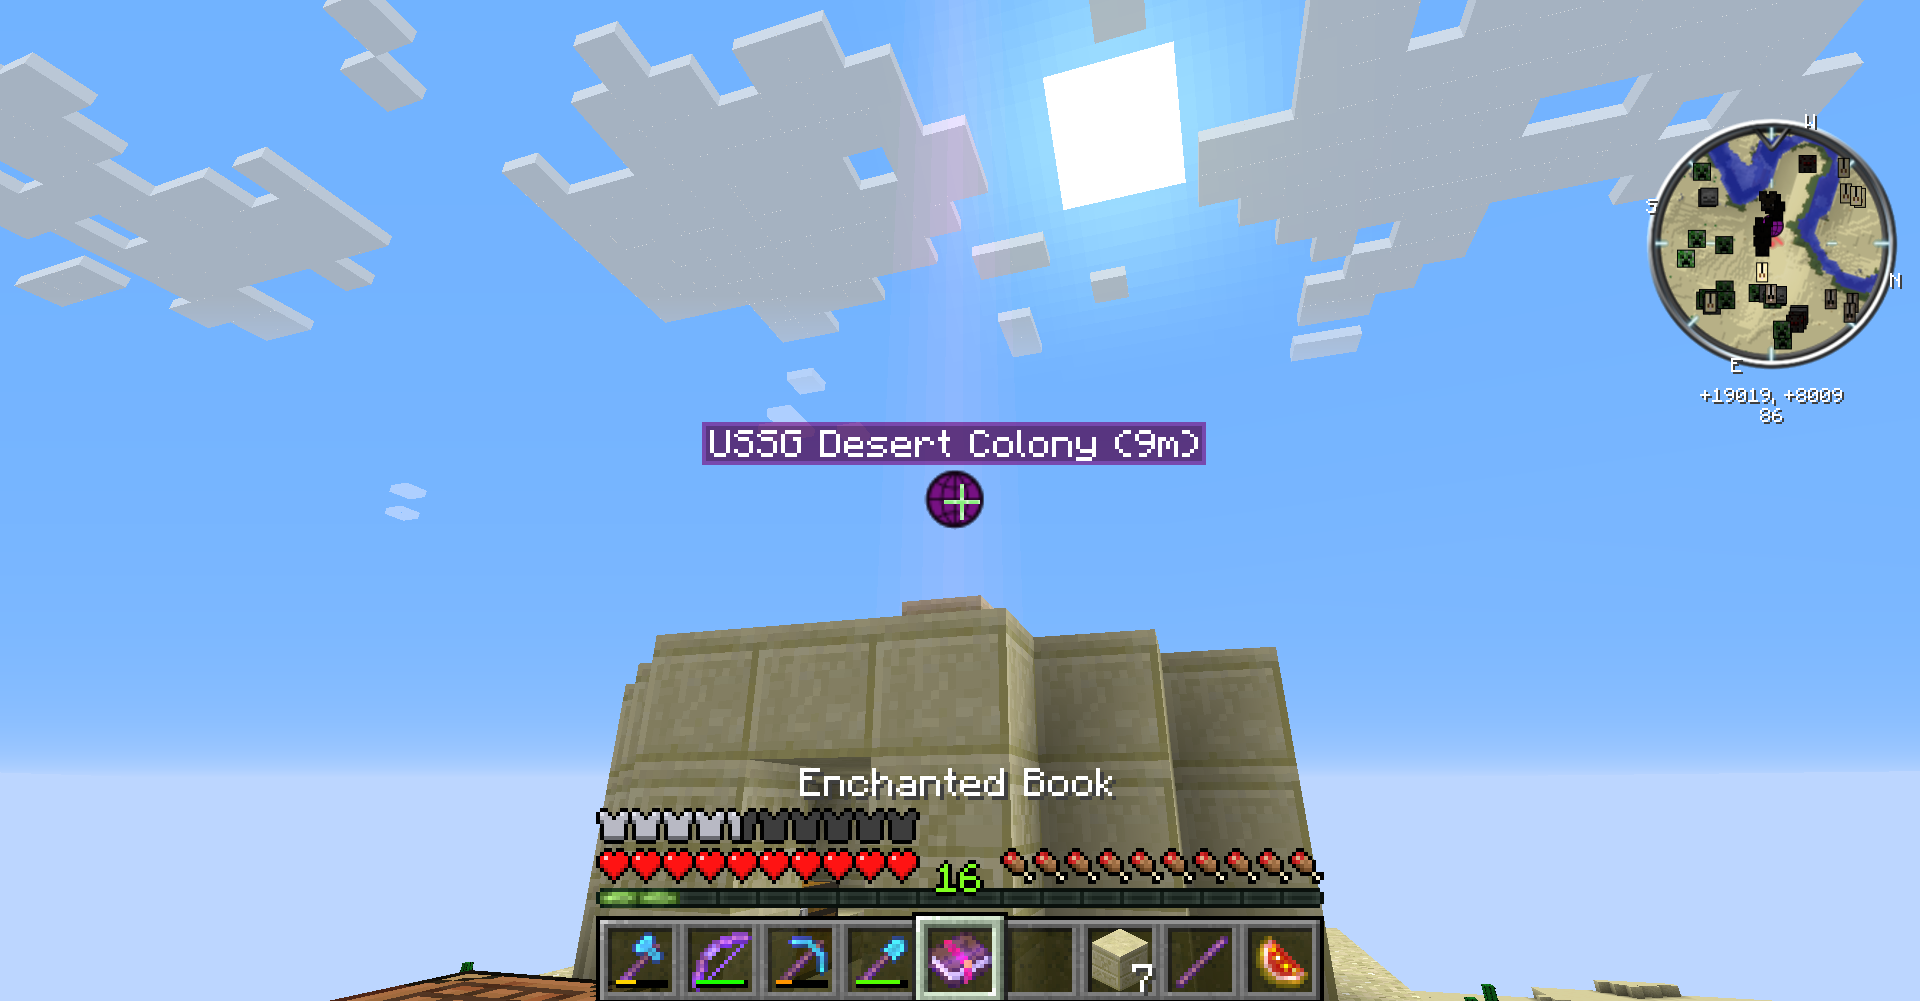 W
S
N
E
+19019, +8009
86
USSG Desert Colony (9m)
Enchanted Book
16
7